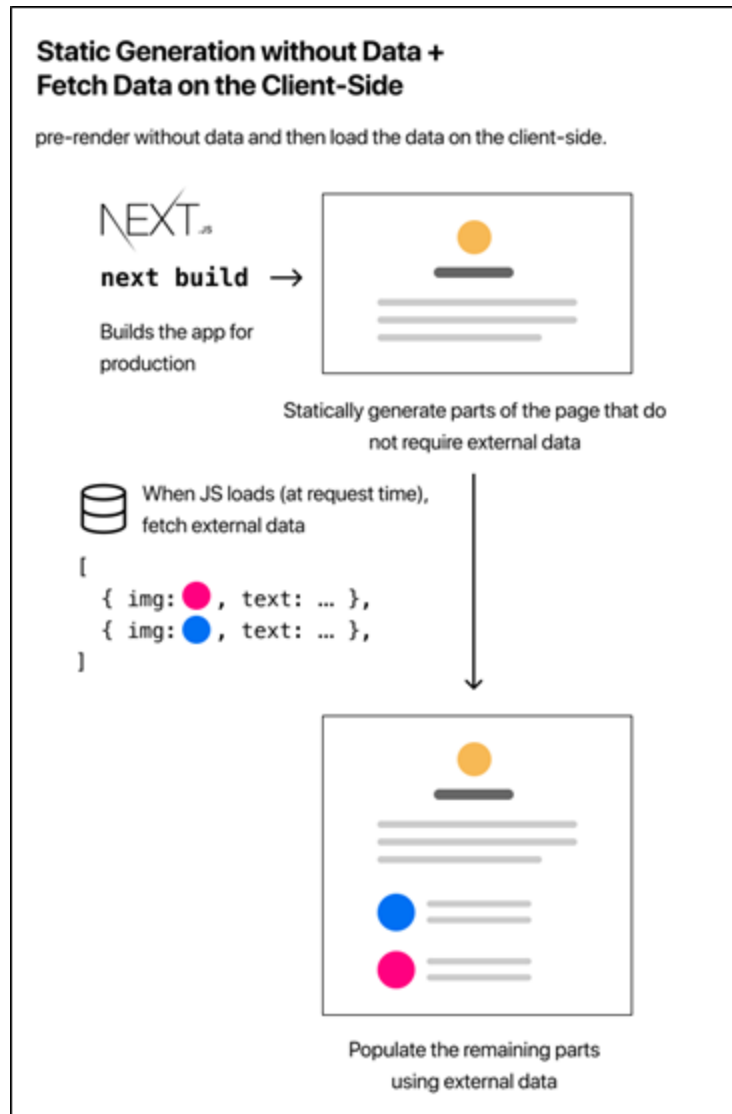 Static Generation without Data +
Fetch Data on the Client-Side
pre-render without data and then load the data on the client-side.
NEXT.JS
next build →
Builds the app for
production
Statically generate parts of the page that do
not require external data
When JS loads (at request time),
fetch external data
[
{ img: , text: … },
{ img: , text: … },
]
Populate the remaining parts
using external data